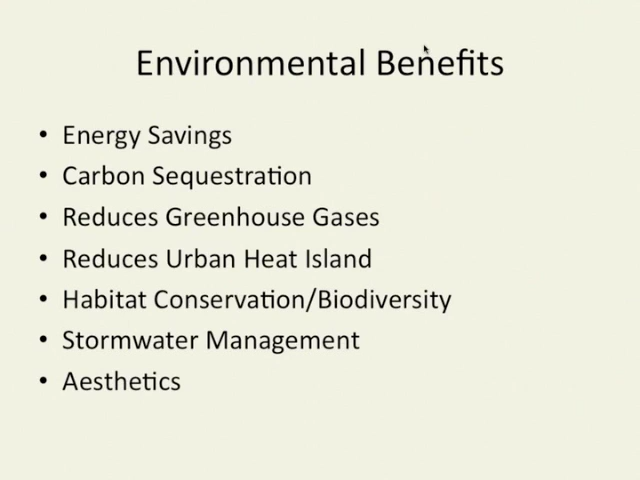 Environmental Benefits
• Energy Savings
• Carbon Sequestration
• Reduces Greenhouse Gases
• Reduces Urban Heat Island
• Habitat Conservation/Biodiversity
• Stormwater Management
• Aesthetics